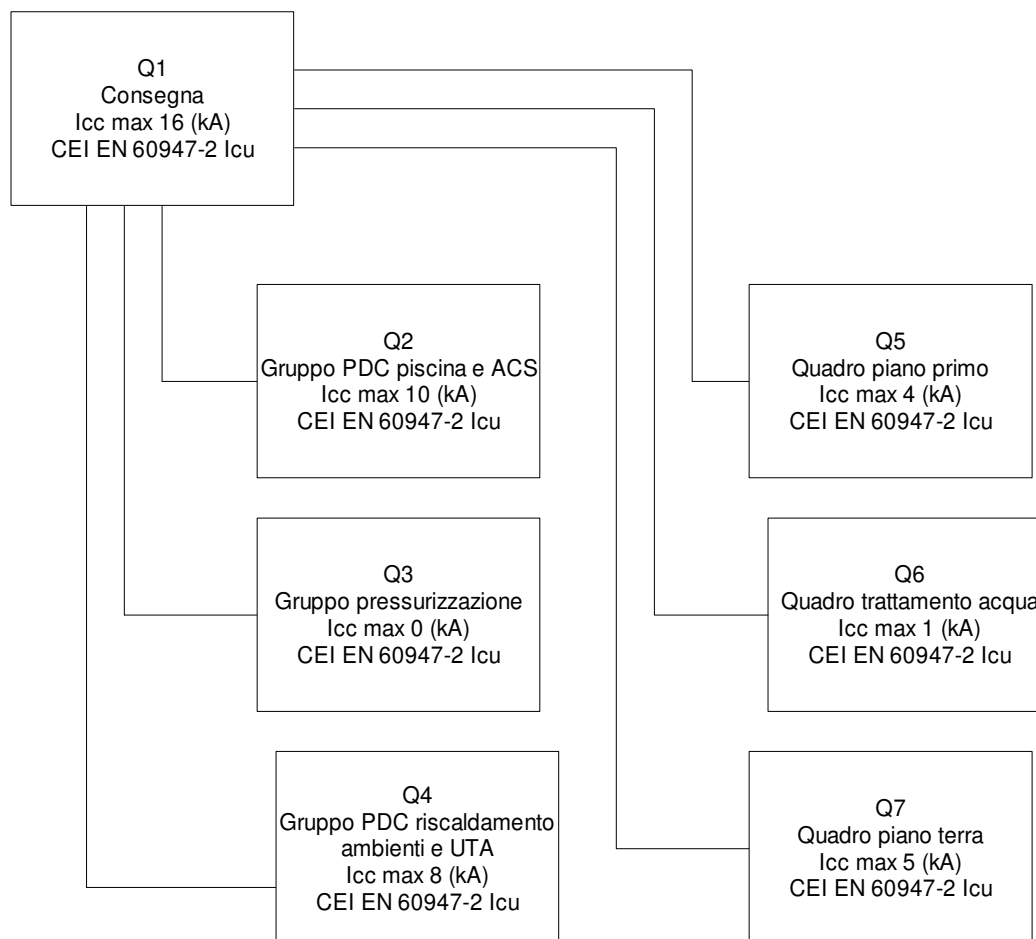 Q1
Consegna
Icc max 16 (kA)
CEI EN 60947-2 Icu
Q2
Gruppo PDC piscina e ACS
Icc max 10 (kA)
CEI EN 60947-2 Icu
Q5
Quadro piano primo
Icc max 4 (kA)
CEI EN 60947-2 Icu
Q3
Gruppo pressurizzazione
Icc max 0 (kA)
CEI EN 60947-2 Icu
Q6
Quadro trattamento acqua
Icc max 1 (kA)
CEI EN 60947-2 Icu
Q4
Gruppo PDC riscaldamento
ambienti e UTA
Icc max 8 (kA)
CEI EN 60947-2 Icu
Q7
Quadro piano terra
Icc max 5 (kA)
CEI EN 60947-2 Icu